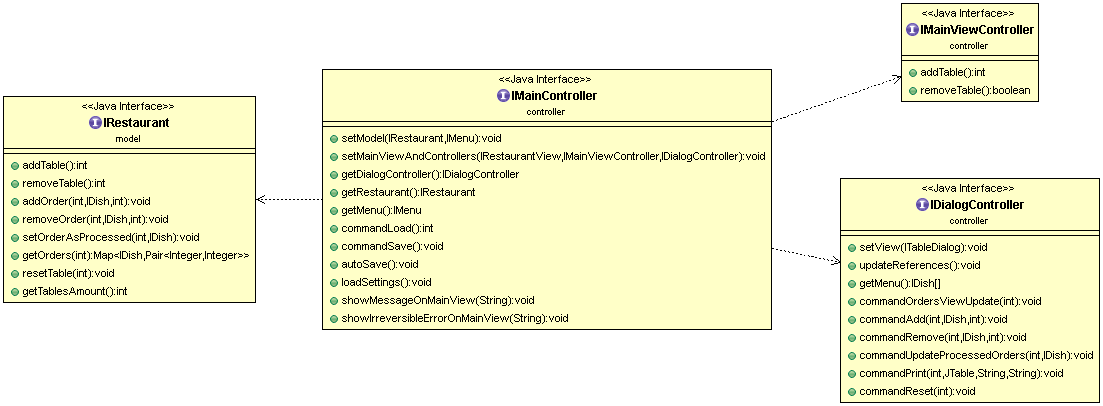 <<Java Interface>>
IRestaurant
model
addTable():int
removeTable():int
addOrder(int,IDish,int):void
removeOrder(int,IDish,int):void
setOrderAsProcessed(int,IDish):void
getOrders(int):Map<IDish,Pair<Integer,Integer>>
resetTable(int):void
getTablesAmount():int
<<Java Interface>>
IMainController
controller
setModel(IRestaurant,IMenu):void
setMainViewAndControllers(IRestaurantView,IMainViewController,IDialogController):void
getDialogController():IDialogController
getRestaurant():IRestaurant
getMenu():IMenu
commandLoad():int
commandSave():void
autoSave():void
loadSettings():void
showMessageOnMainView(String):void
showIrreversibleErrorOnMainView(String):void
<<Java Interface>>
IMainViewController
controller
addTable():int
removeTable():boolean
<<Java Interface>>
IDialogController
controller
setView(ITableDialog):void
updateReferences():void
getMenu():IDish[]
commandOrdersViewUpdate(int):void
commandAdd(int,IDish,int):void
commandRemove(int,IDish,int):void
commandUpdateProcessedOrders(int,IDish):void
commandPrint(int,JTable,String,String):void
commandReset(int):void